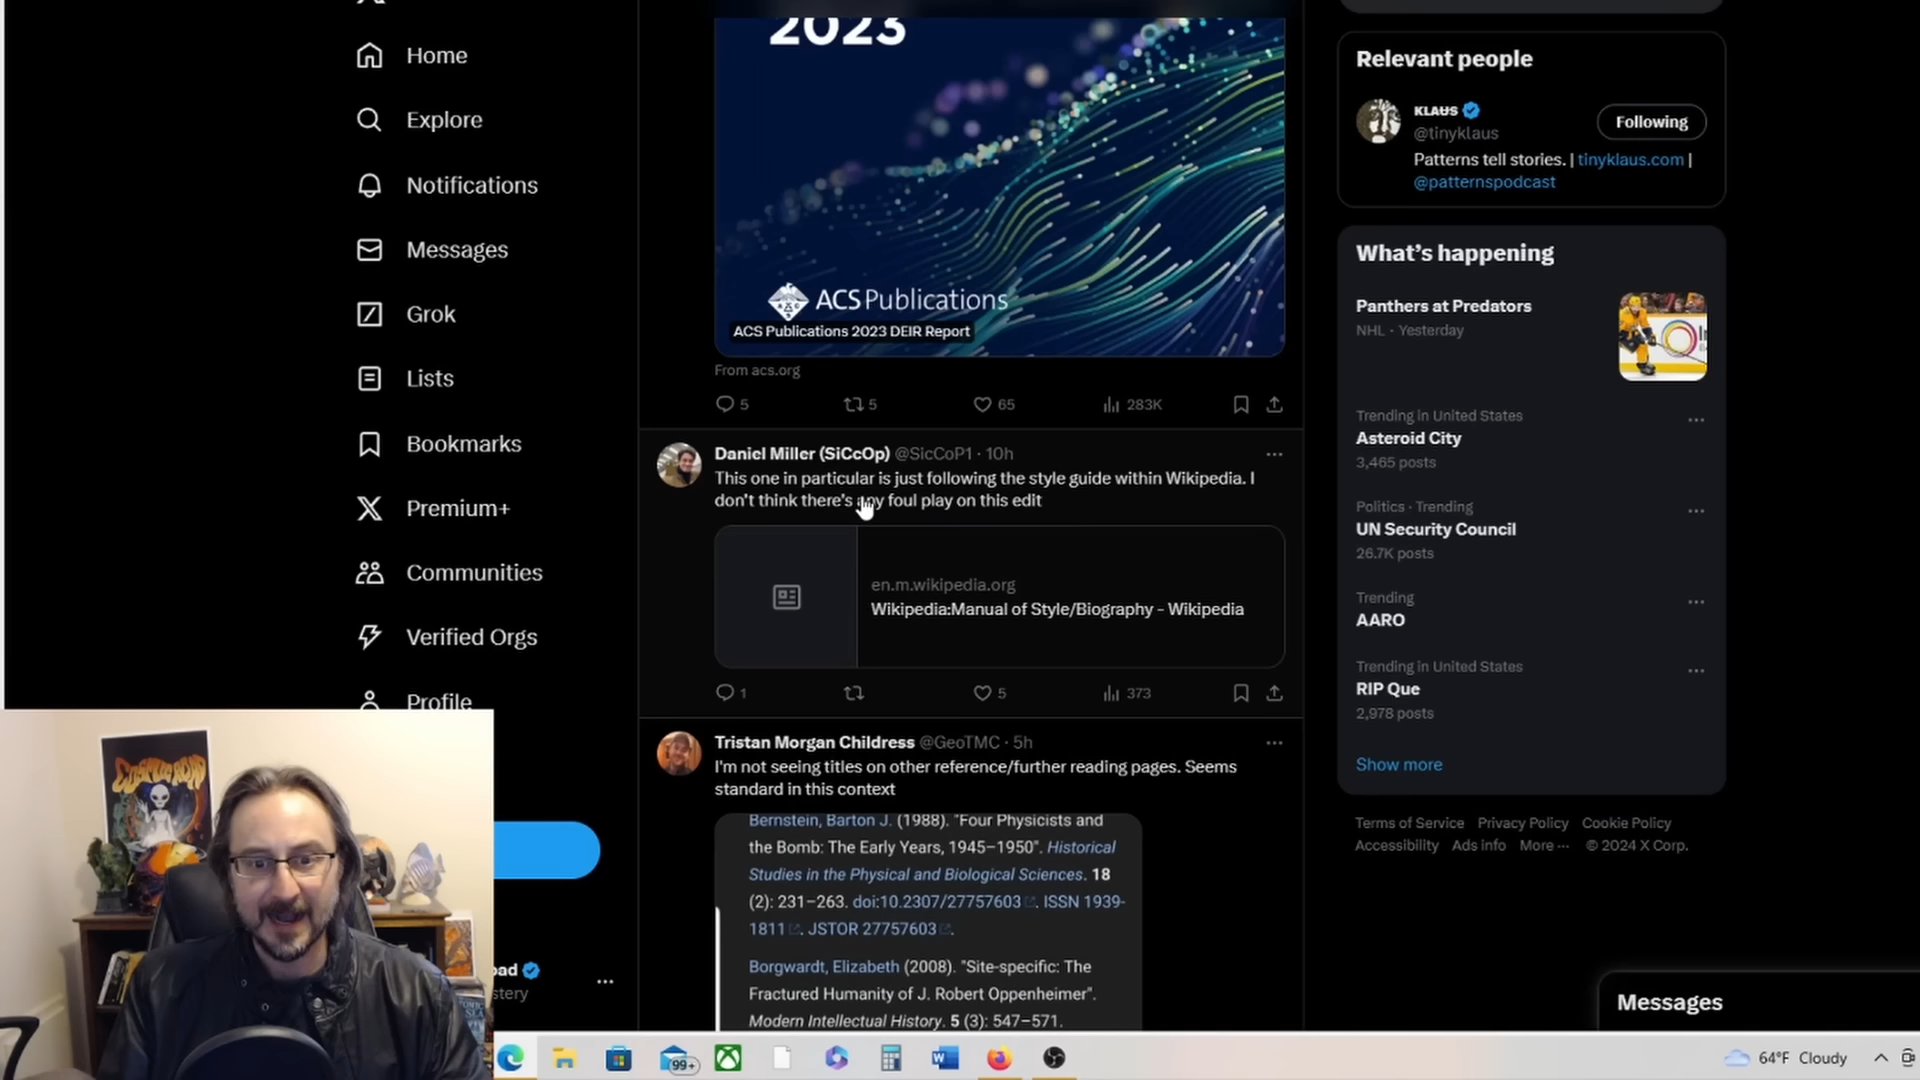 Home
Explore
Notifications
Messages
Grok
Lists
Bookmarks
Premium+
Communities
Verified Orgs
Profile
2023
ACS Publications
ACS Publications 2023 DEIR Report
From acs.org
5
5
65
283K
Daniel Miller (SiCcOp) @SicCoP1 · 10h
This one in particular is just following the style guide within Wikipedia. I
don't think there's any foul play on this edit
en.m.wikipedia.org
Wikipedia:Manual of Style/Biography - Wikipedia
1
5
373
Tristan Morgan Childress @GeoTMC · 5h
I'm not seeing titles on other reference/further reading pages. Seems
standard in this context
Bernstein, Barton J. (1988). "Four Physicists and
the Bomb: The Early Years, 1945–1950". Historical
Studies in the Physical and Biological Sciences. 18
(2): 231–263. doi:10.2307/27757603. ISSN 1939-
1811. JSTOR 27757603.
Borgwardt, Elizabeth (2008). "Site-specific: The
Fractured Humanity of J. Robert Oppenheimer".
Modern Intellectual History. 5 (3): 547–571.
Relevant people
KLAUS
@tinyklaus
Following
Patterns tell stories. | tinyklaus.com |
@patternspodcast
What's happening
Panthers at Predators
NHL · Yesterday
Trending in United States
Asteroid City
3,465 posts
Politics · Trending
UN Security Council
26.7K posts
Trending
AARO
Trending in United States
RIP Que
2,978 posts
Show more
Terms of Service Privacy Policy Cookie Policy
Accessibility Ads info More ··· © 2024 X Corp.
Messages
99+
64°F Cloudy